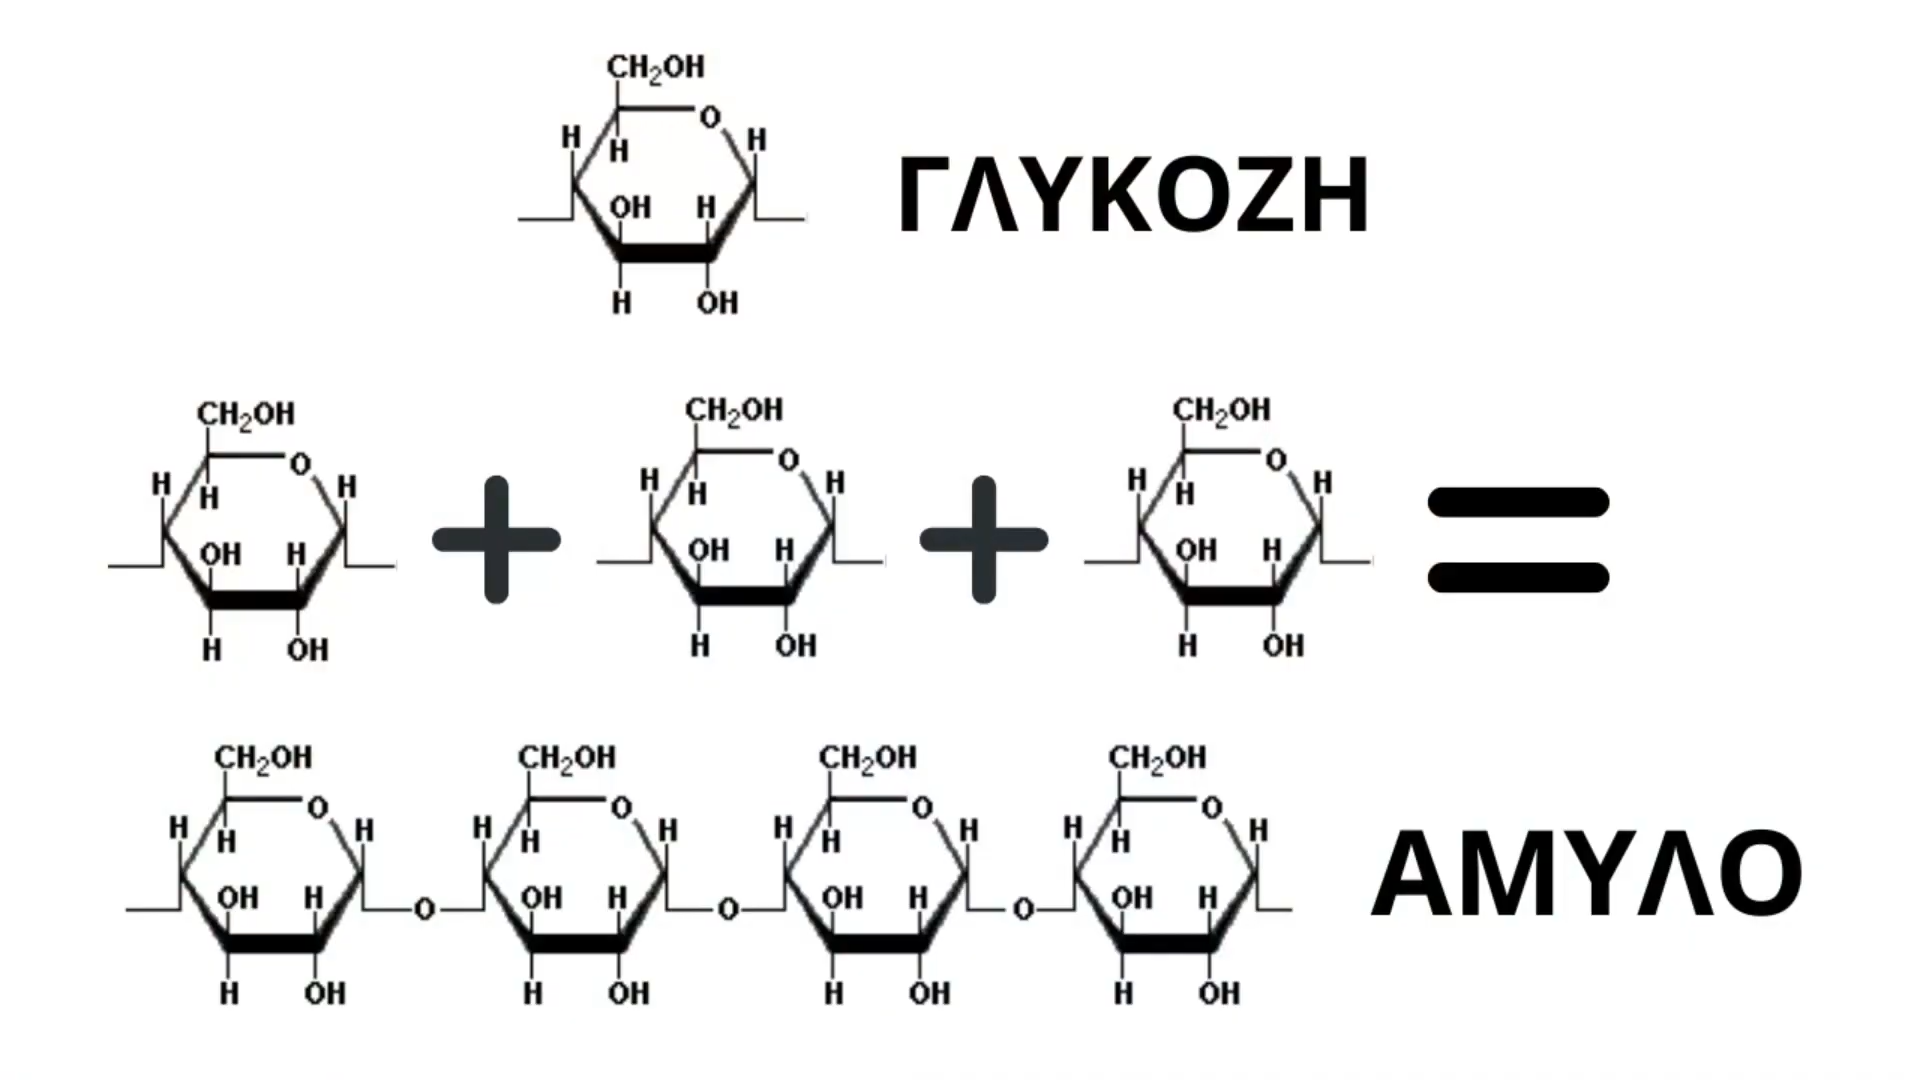 CH₂OH
O
H H
H
OH H
H OH
ΓΛΥΚΟΖΗ
CH₂OH CH₂OH CH₂OH
O O O
H H H H H H
H H H
OH H + OH H + OH H =
H OH H OH H OH
CH₂OH CH₂OH CH₂OH CH₂OH
O O O O
H H H H H H H H
H H H H
OH H OH H OH H OH H
O O O
H OH H OH H OH H OH
ΑΜΥΛΟ